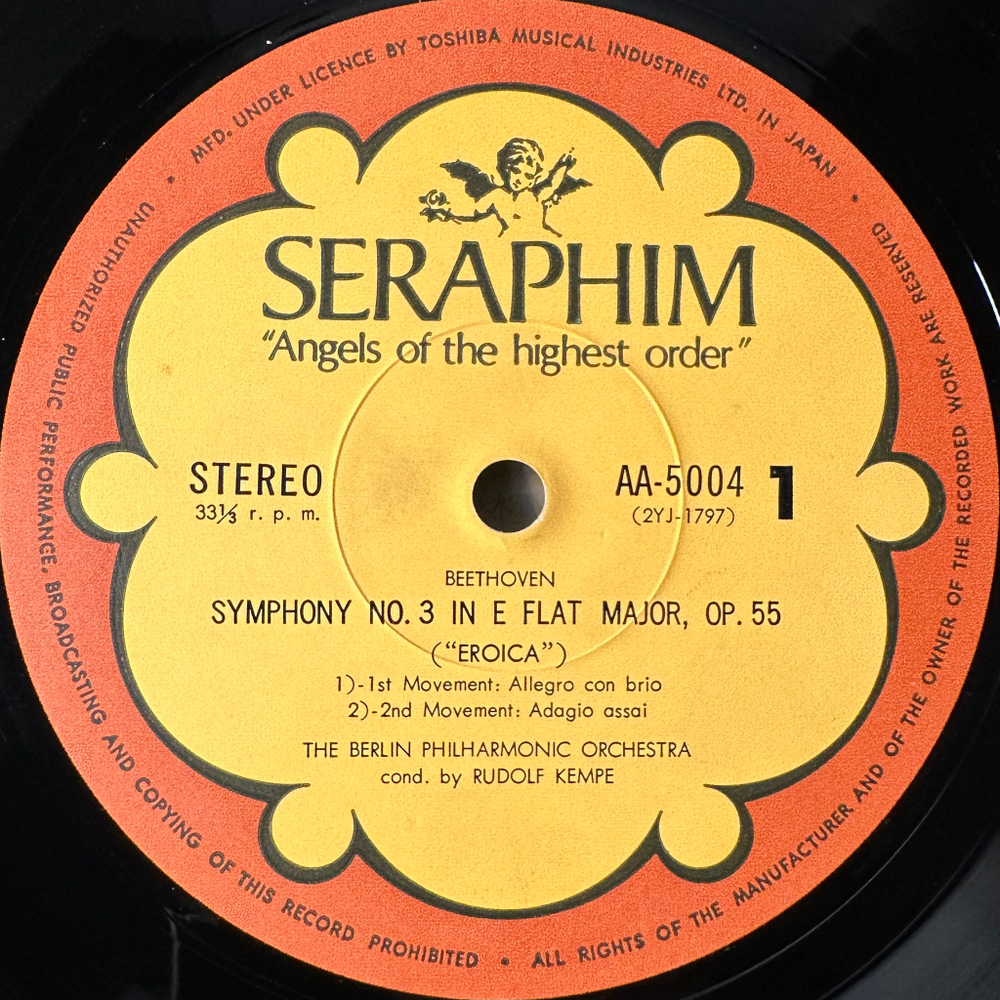 MFD. UNDER LICENCE BY TOSHIBA MUSICAL INDUSTRIES LTD. IN JAPAN
SERAPHIM
"Angels of the highest order"
STEREO
33⅓ r. p. m.
AA-5004 1
(2YJ-1797)
BEETHOVEN
SYMPHONY NO. 3 IN E FLAT MAJOR, OP. 55
("EROICA")
1)-1st Movement: Allegro con brio
2)-2nd Movement: Adagio assai
THE BERLIN PHILHARMONIC ORCHESTRA
cond. by RUDOLF KEMPE
• UNAUTHORIZED PUBLIC PERFORMANCE, BROADCASTING AND COPYING OF THIS RECORD PROHIBITED • ALL RIGHTS OF THE MANUFACTURER AND OF THE OWNER OF THE RECORDED WORK ARE RESERVED •